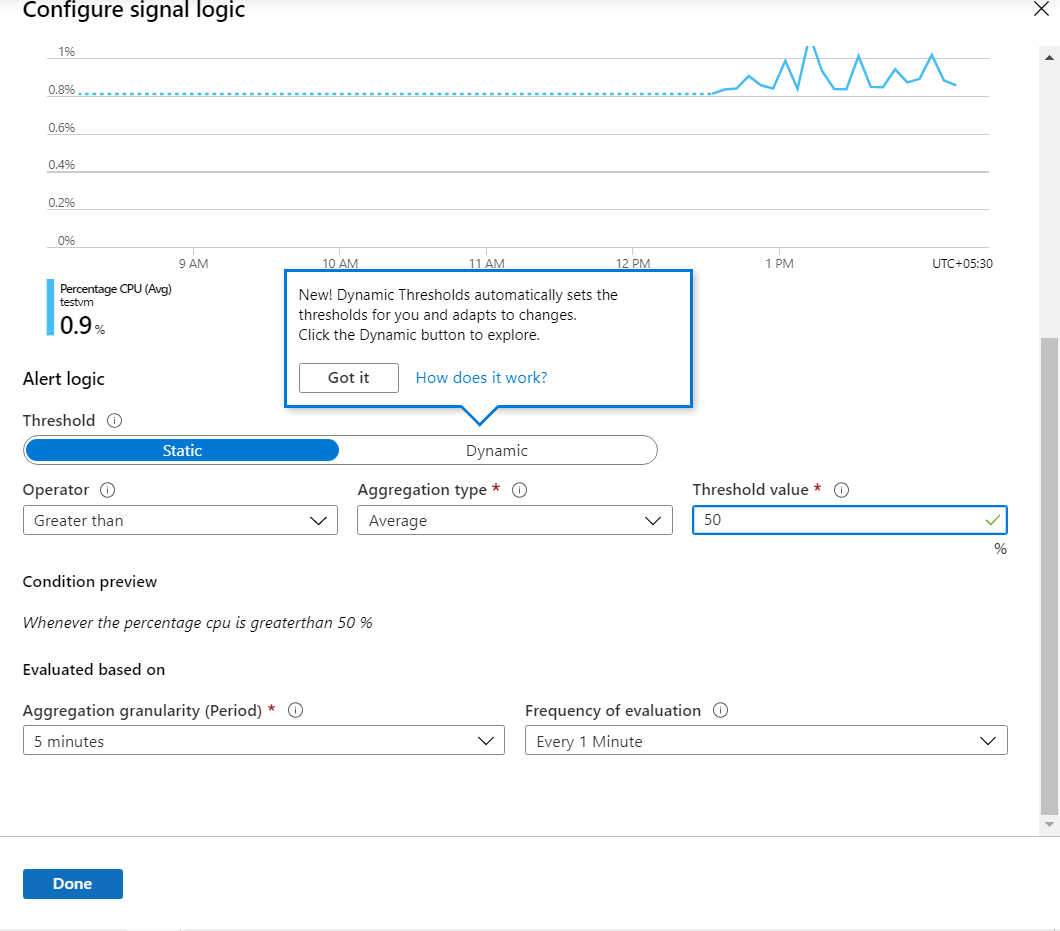 Configure signal logic
1%
0.8%
0.6%
0.4%
0.2%
0%
9 AM 10 AM 11 AM 12 PM 1 PM UTC+05:30
Percentage CPU (Avg)
testvm
0.9 %
New! Dynamic Thresholds automatically sets the
thresholds for you and adapts to changes.
Click the Dynamic button to explore.
Got it How does it work?
Alert logic
Threshold
Static Dynamic
Operator Aggregation type * Threshold value *
Greater than Average 50
%
Condition preview
Whenever the percentage cpu is greaterthan 50 %
Evaluated based on
Aggregation granularity (Period) * Frequency of evaluation
5 minutes Every 1 Minute
Done